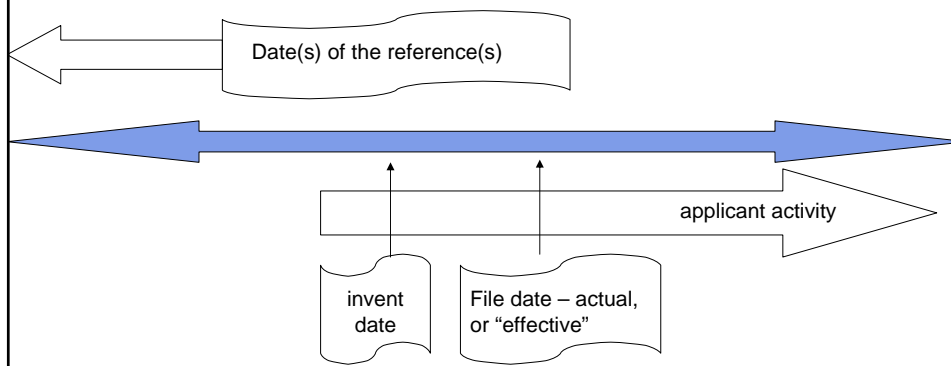 Date(s) of the reference(s)
applicant activity
invent
date
File date – actual,
or “effective”